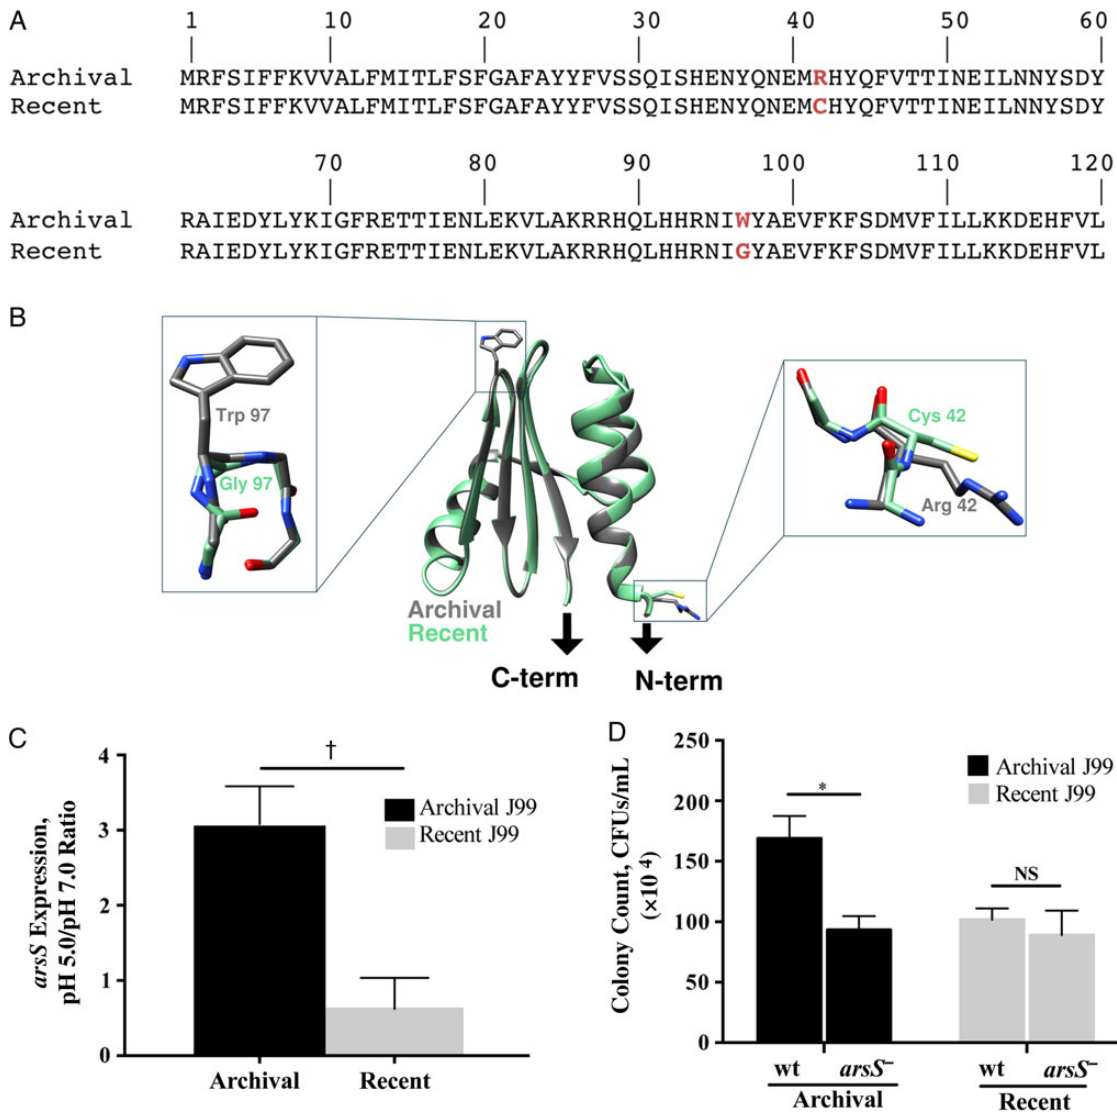 A
1 10 20 30 40 50 60
Archival MRFSIFFKVVALFMITLFSFGAFAYYFVSSQISHENYQNEMRHYQFVTTINEILNNYSDY
Recent MRFSIFFKVVALFMITLFSFGAFAYYFVSSQISHENYQNEMCHYQFVTTINEILNNYSDY
70 80 90 100 110 120
Archival RAIEDYLYKIGFRETTIENLEKVLAKRRHQLHHRNIWYAEVFKFSDMVFILLKKDEHFVL
Recent RAIEDYLYKIGFRETTIENLEKVLAKRRHQLHHRNIGYAEVFKFSDMVFILLKKDEHFVL
B
Trp 97
Gly 97
Cys 42
Arg 42
Archival
Recent
C-term
N-term
C
arsS Expression,
pH 5.0/pH 7.0 Ratio
4
3
2
1
0
†
Archival J99
Recent J99
Archival
Recent
D
Colony Count, CFUs/mL
(×10 4)
250
200
150
100
50
0
*
NS
Archival J99
Recent J99
wt arsS– wt arsS–
Archival Recent